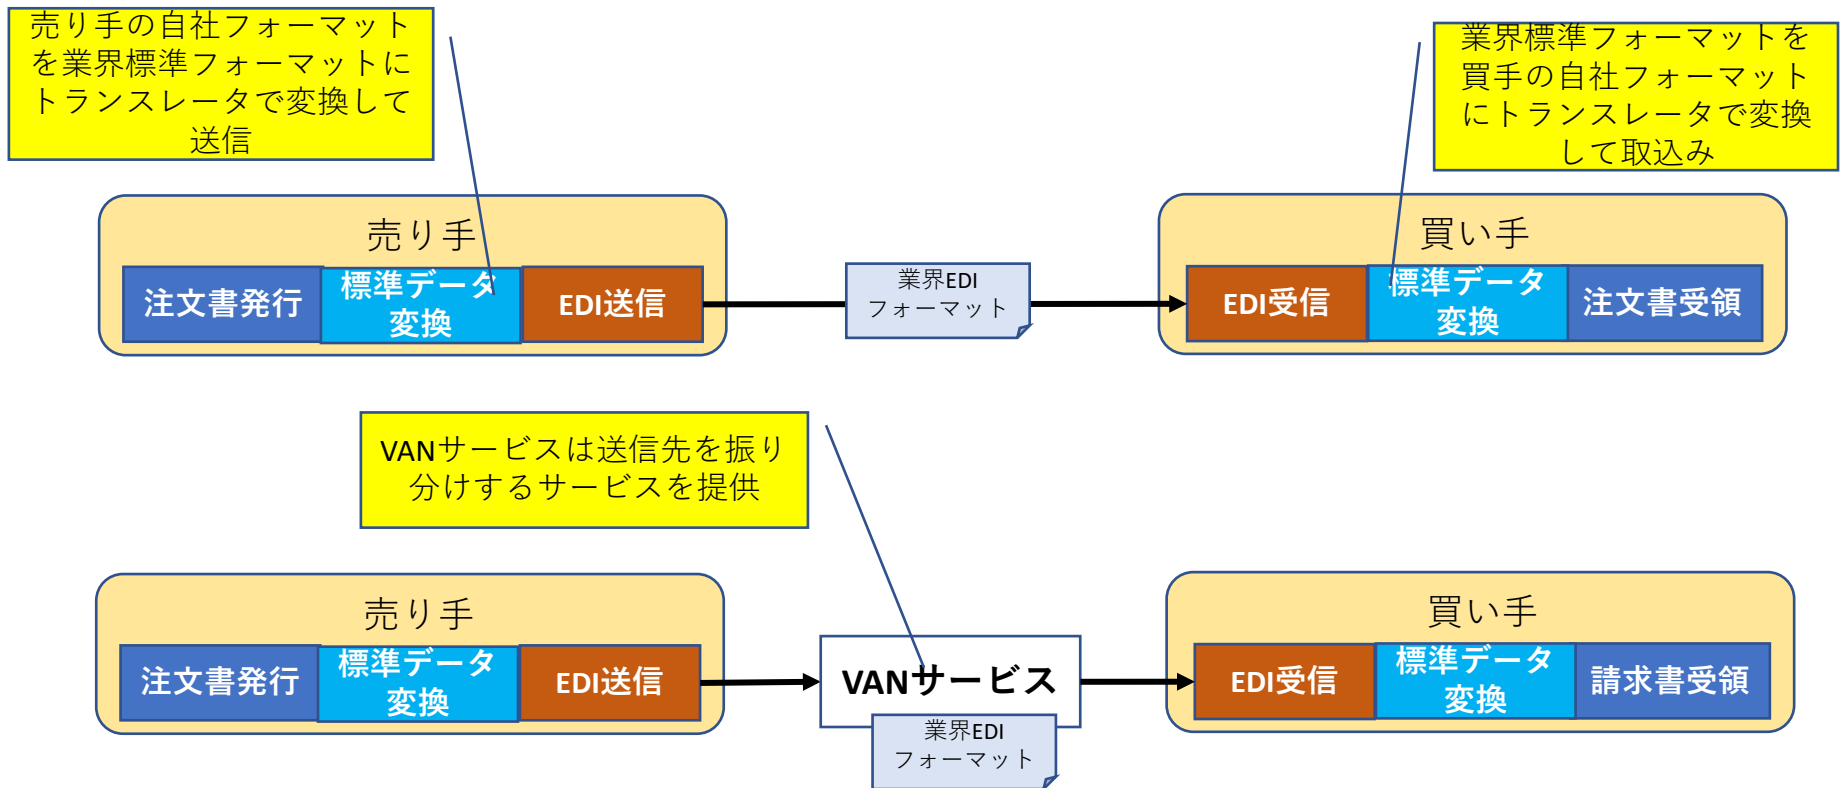 売り手の自社フォーマット
を業界標準フォーマットに
トランスレータで変換して
送信
業界標準フォーマットを
買手の自社フォーマット
にトランスレータで変換
して取込み
売り手
注文書発行
標準データ
変換
EDI送信
業界EDI
フォーマット
買い手
EDI受信
標準データ
変換
注文書受領
VANサービスは送信先を振り
分けするサービスを提供
売り手
注文書発行
標準データ
変換
EDI送信
VANサービス
業界EDI
フォーマット
買い手
EDI受信
標準データ
変換
請求書受領